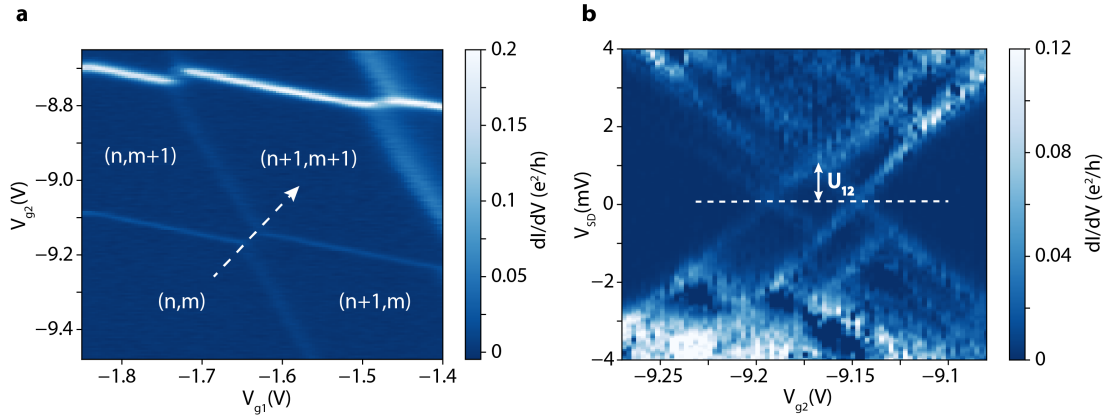 a
b
V_g2(V)
−8.8
−9.0
−9.2
−9.4
(n,m+1)
(n+1,m+1)
(n,m)
(n+1,m)
−1.8
−1.7
−1.6
−1.5
−1.4
V_g1(V)
0.2
0.15
0.1
0.05
0
dI/dV (e²/h)
V_SD(mV)
4
2
0
−2
−4
U₁₂
−9.25
−9.2
−9.15
−9.1
V_g2(V)
0.12
0.08
0.04
0
dI/dV (e²/h)